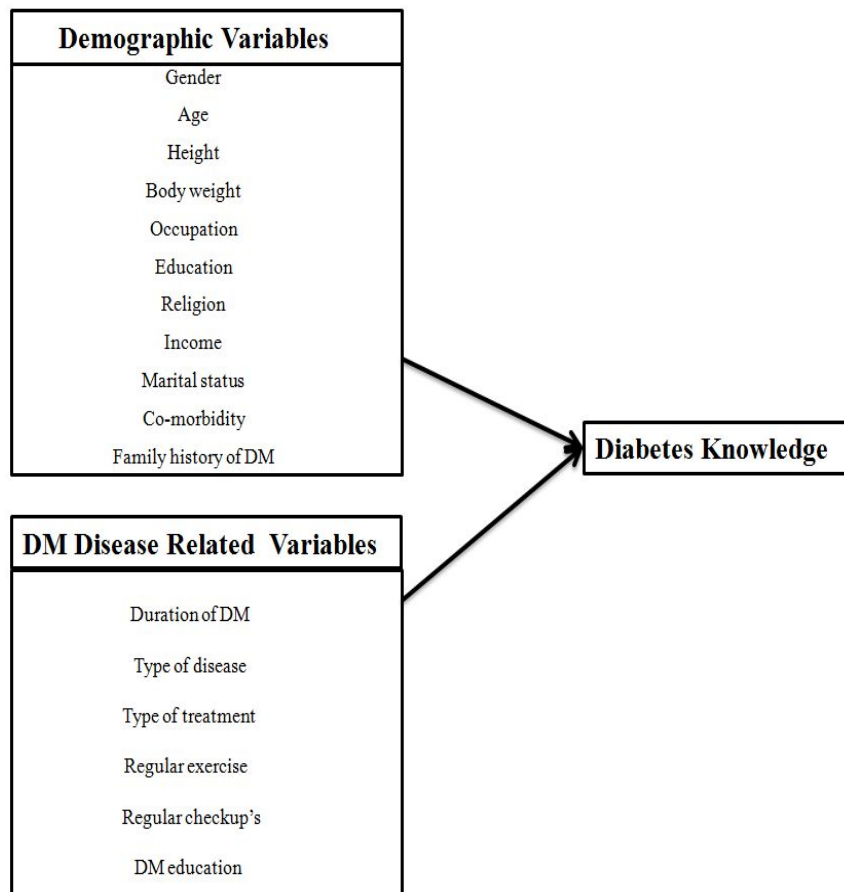 Demographic Variables
Gender
Age
Height
Body weight
Occupation
Education
Religion
Income
Marital status
Co-morbidity
Family history of DM
Diabetes Knowledge
DM Disease Related Variables
Duration of DM
Type of disease
Type of treatment
Regular exercise
Regular checkup’s
DM education